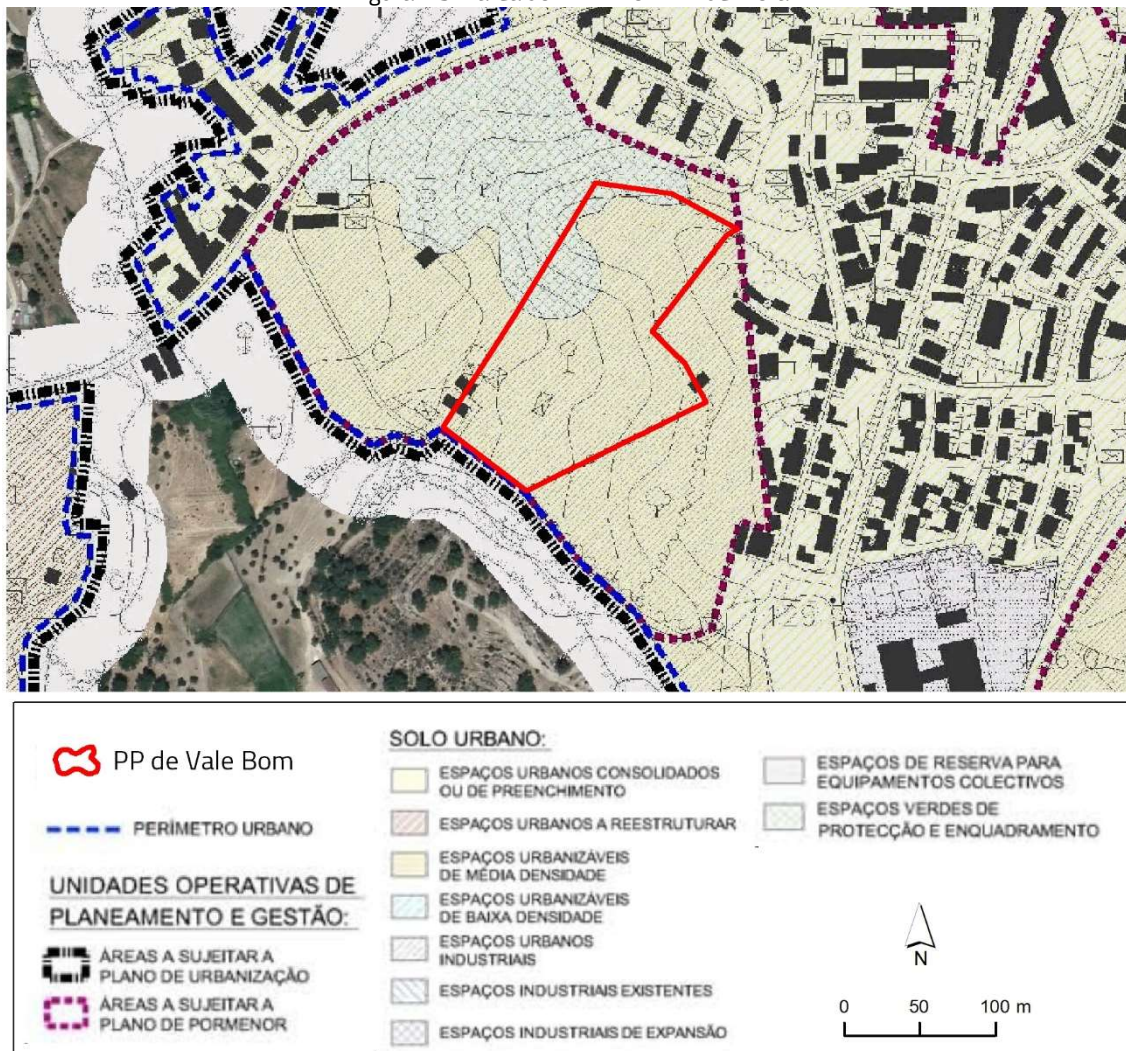 PP de Vale Bom
PERÍMETRO URBANO
UNIDADES OPERATIVAS DE
PLANEAMENTO E GESTÃO:
ÁREAS A SUJEITAR A
PLANO DE URBANIZAÇÃO
ÁREAS A SUJEITAR A
PLANO DE PORMENOR
SOLO URBANO:
ESPAÇOS URBANOS CONSOLIDADOS
OU DE PREENCHIMENTO
ESPAÇOS URBANOS A REESTRUTURAR
ESPAÇOS URBANIZÁVEIS
DE MÉDIA DENSIDADE
ESPAÇOS URBANIZÁVEIS
DE BAIXA DENSIDADE
ESPAÇOS URBANOS
INDUSTRIAIS
ESPAÇOS INDUSTRIAIS EXISTENTES
ESPAÇOS INDUSTRIAIS DE EXPANSÃO
ESPAÇOS DE RESERVA PARA
EQUIPAMENTOS COLECTIVOS
ESPAÇOS VERDES DE
PROTECÇÃO E ENQUADRAMENTO
N
0 50 100 m